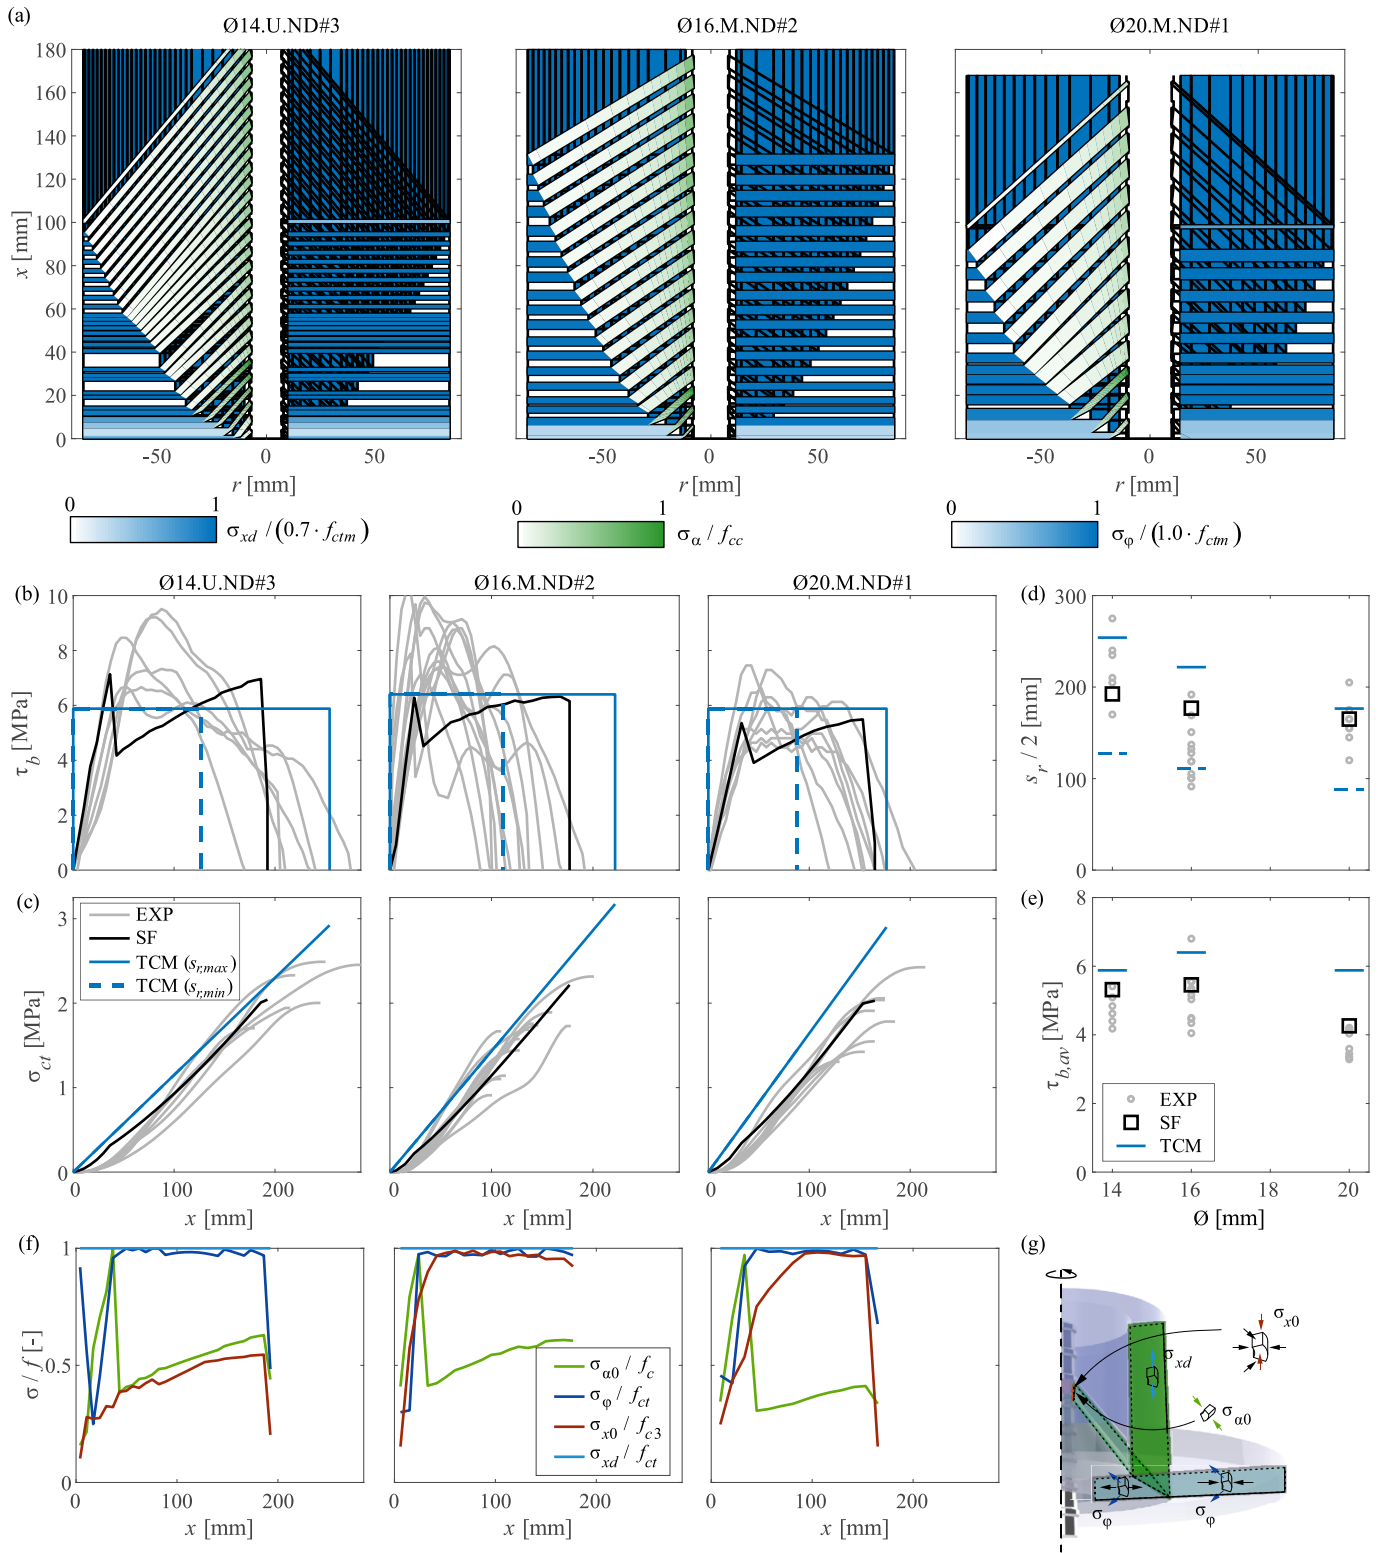 (a)
Ø14.U.ND#3
Ø16.M.ND#2
Ø20.M.ND#1
180
160
140
120
100
80
60
40
20
0
x [mm]
-50 0 50
-50 0 50
-50 0 50
r [mm]
r [mm]
r [mm]
0 1
σxd / (0.7 · fctm)
0 1
σα / fcc
0 1
σφ / (1.0 · fctm)
(b)
Ø14.U.ND#3
Ø16.M.ND#2
Ø20.M.ND#1
10
8
6
4
2
0
τb [MPa]
(d)
300
200
100
0
sr / 2 [mm]
(c)
EXP
SF
TCM (sr,max)
TCM (sr,min)
3
2
1
0
σct [MPa]
0 100 200
0 100 200
0 100 200
x [mm]
x [mm]
x [mm]
(e)
8
6
4
2
0
τb,av [MPa]
EXP
SF
TCM
14 16 18 20
Ø [mm]
(f)
1
0.5
0
σ / f [-]
0 100 200
0 100 200
0 100 200
x [mm]
x [mm]
x [mm]
σα0 / fc
σφ / fct
σx0 / fc3
σxd / fct
(g)
σx0
σxd
σα0
σφ
σφ